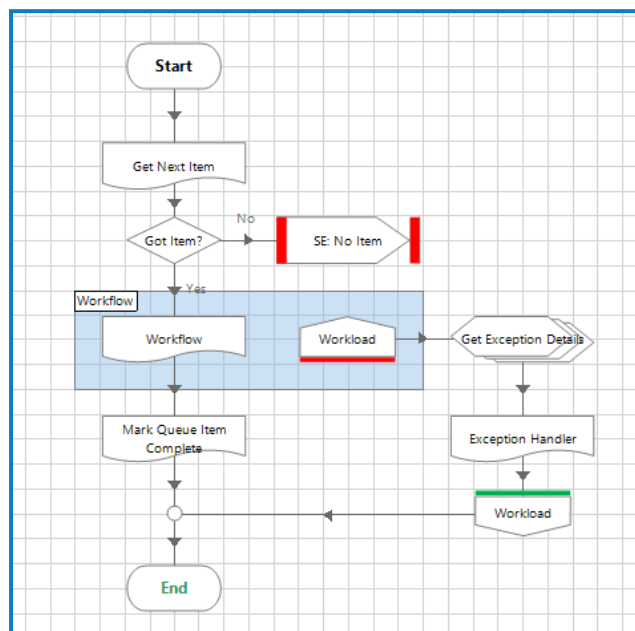 Start
Get Next Item
No
Got Item?
SE: No Item
Yes
Workflow
Workflow
Workload
Get Exception Details
Mark Queue Item
Complete
Exception Handler
Workload
End